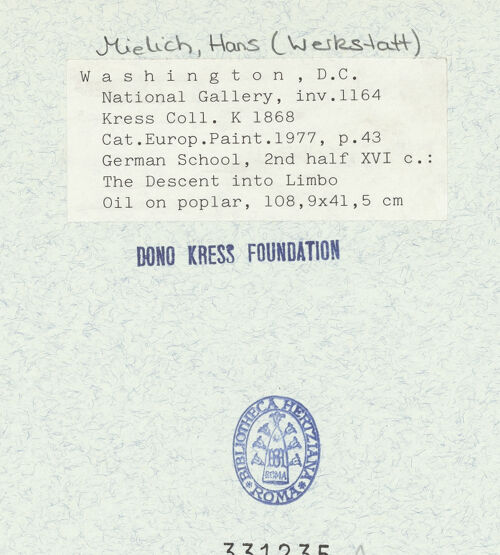 Mielich, Hans (Werkstatt)
Washington, D.C.
National Gallery, inv.1164
Kress Coll. K 1868
Cat.Europ.Paint.1977, p.43
German School, 2nd half XVI c.:
The Descent into Limbo
Oil on poplar, 108,9x41,5 cm
DONO KRESS FOUNDATION
BIBLIOTHECA HERTZIANA
ROMA
ROMA
331235